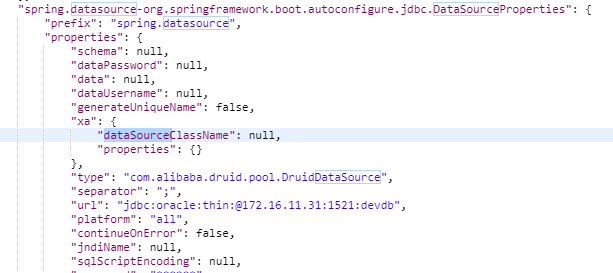 "spring.datasource-org.springframework.boot.autoconfigure.jdbc.DataSourceProperties": {
"prefix": "spring.datasource",
"properties": {
"schema": null,
"dataPassword": null,
"data": null,
"dataUsername": null,
"generateUniqueName": false,
"xa": {
"dataSourceClassName": null,
"properties": {}
},
"type": "com.alibaba.druid.pool.DruidDataSource",
"separator": ";",
"url": "jdbc:oracle:thin:@172.16.11.31:1521:devdb",
"platform": "all",
"continueOnError": false,
"jndiName": null,
"sqlScriptEncoding": null,